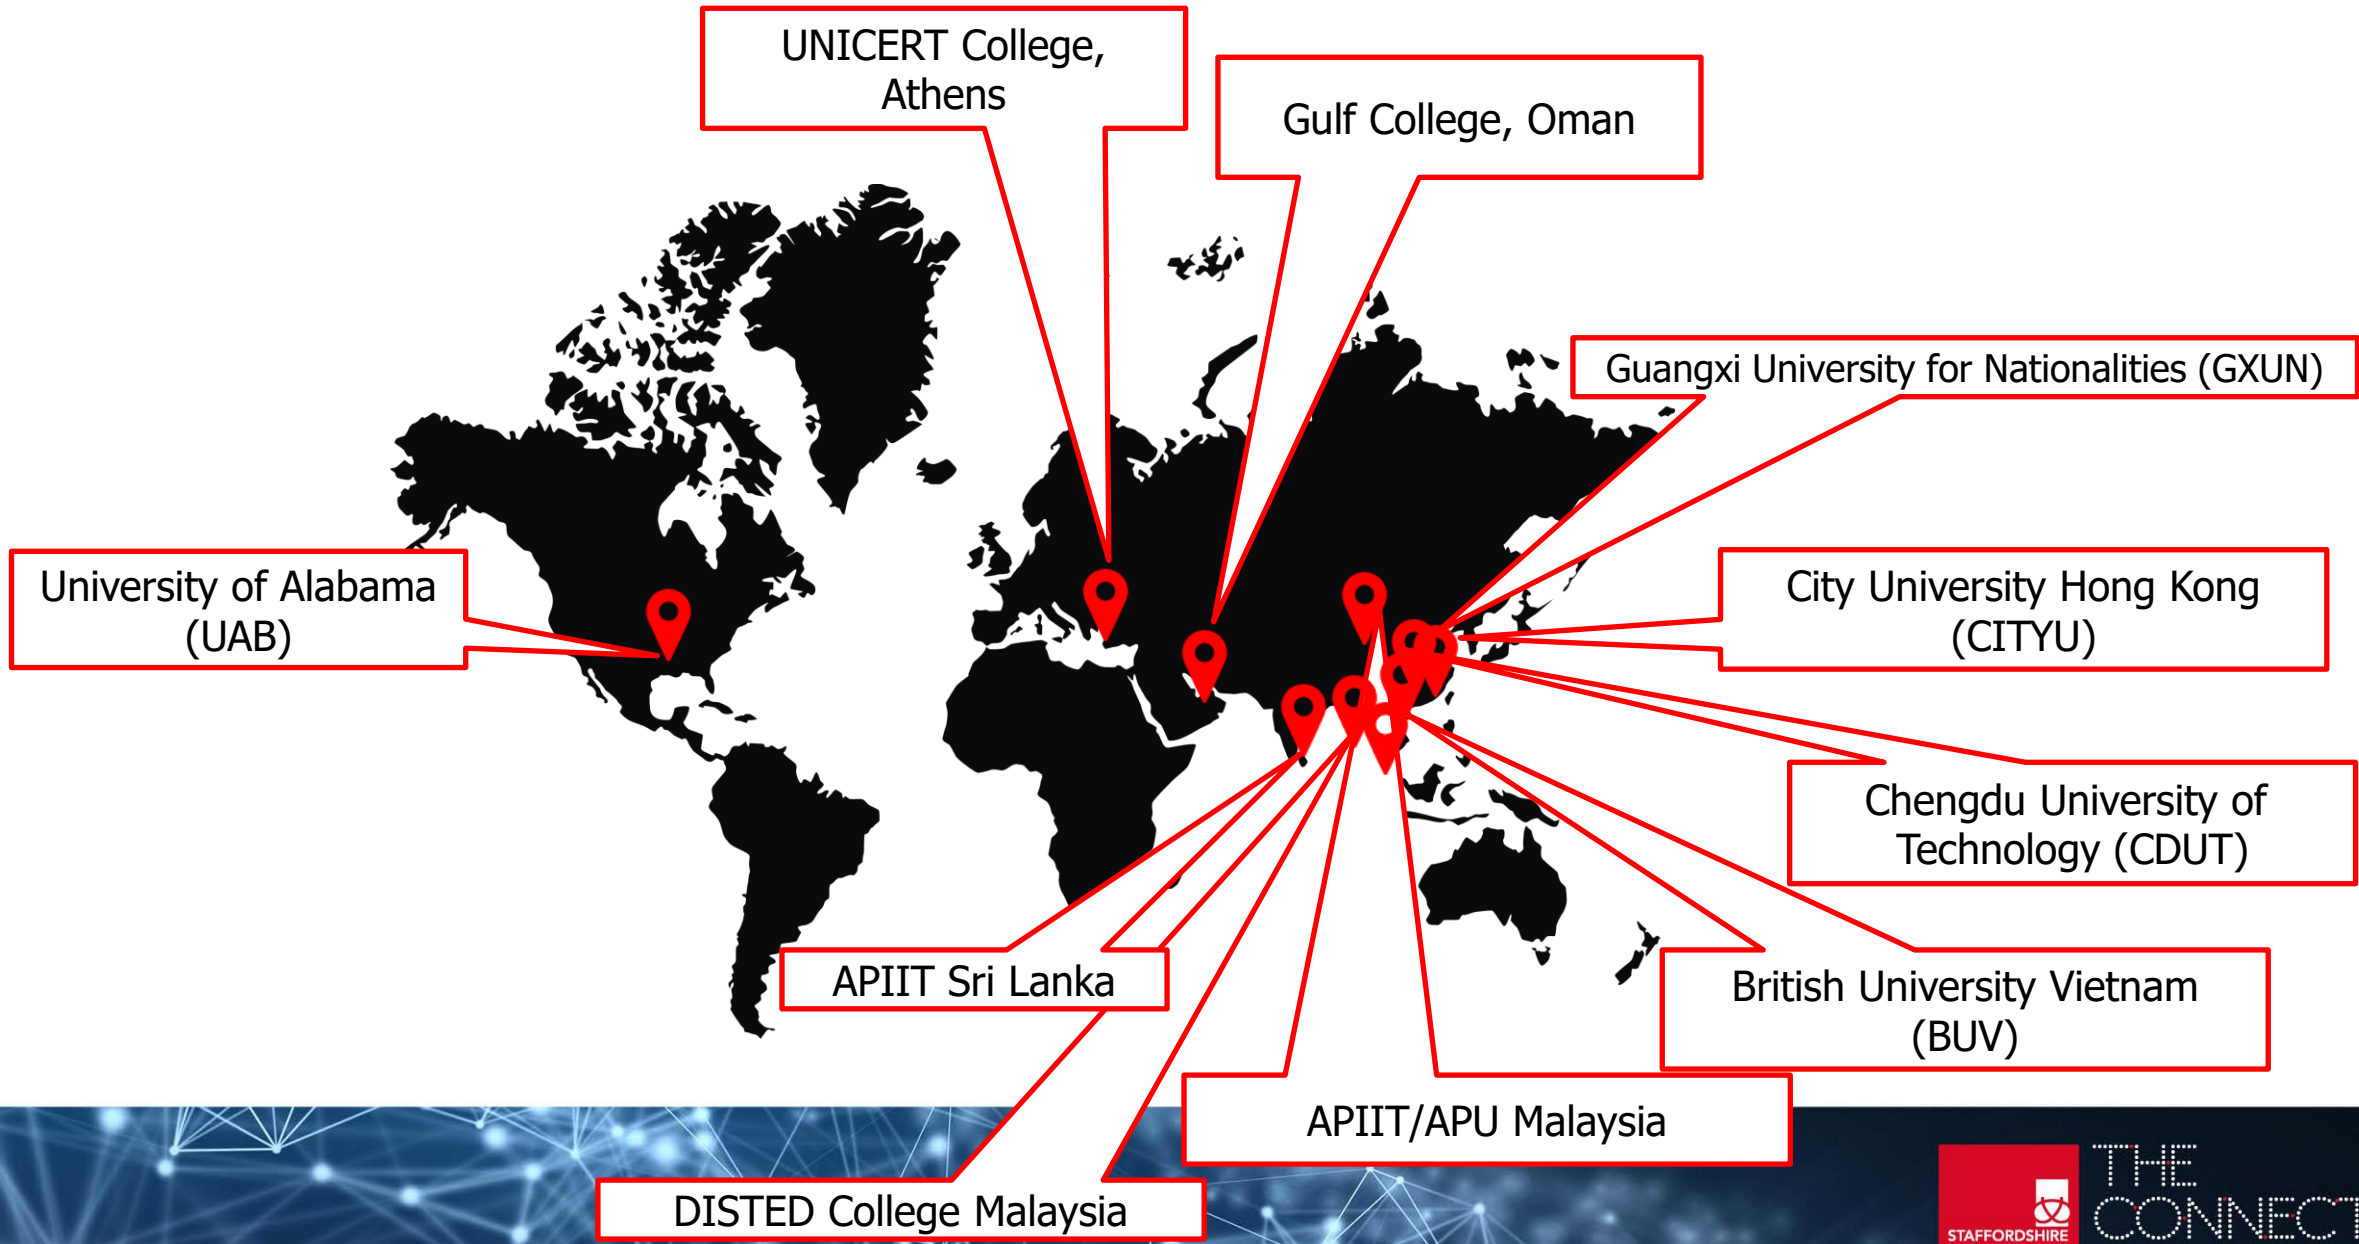 UNICERT College,
Athens
Gulf College, Oman
Guangxi University for Nationalities (GXUN)
University of Alabama
(UAB)
City University Hong Kong
(CITYU)
Chengdu University of
Technology (CDUT)
APIIT Sri Lanka
British University Vietnam
(BUV)
APIIT/APU Malaysia
DISTED College Malaysia
STAFFORDSHIRE
THE
CONNECT